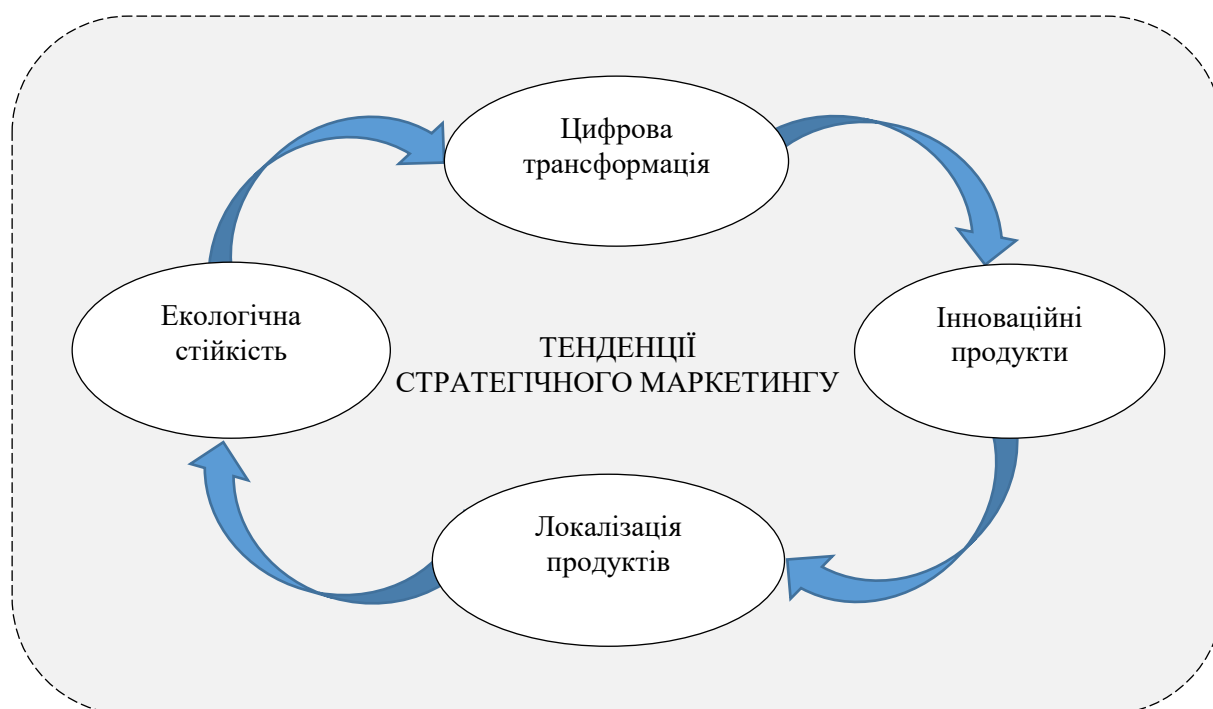 Цифрова
трансформація
Екологічна
стійкість
Інноваційні
продукти
ТЕНДЕНЦІЇ
СТРАТЕГІЧНОГО МАРКЕТИНГУ
Локалізація
продуктів